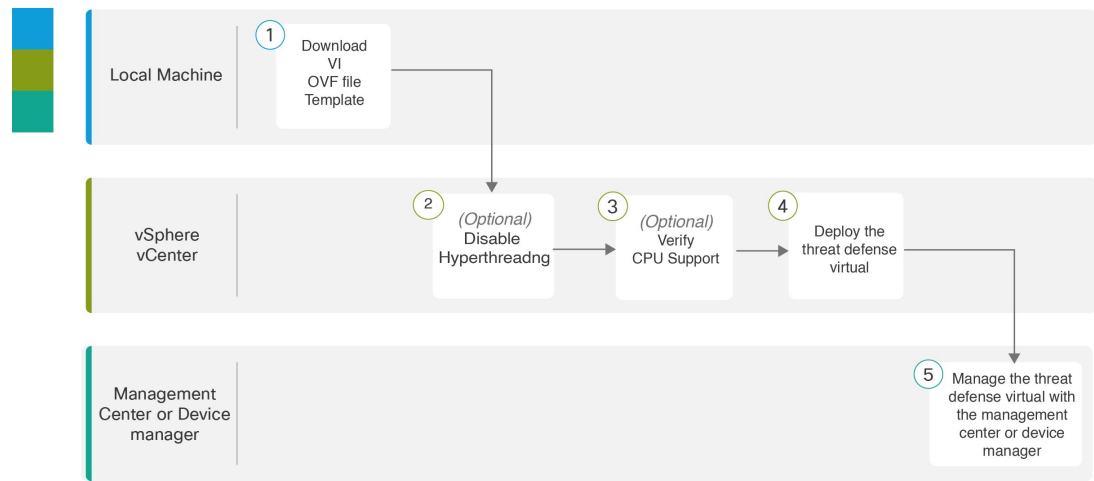 Local Machine
1
Download
VI
OVF file
Template
vSphere
vCenter
2
(Optional)
Disable
Hyperthreadng
3
(Optional)
Verify
CPU Support
4
Deploy the
threat defense
virtual
Management
Center or Device
manager
5
Manage the threat
defense virtual with
the management
center or device
manager